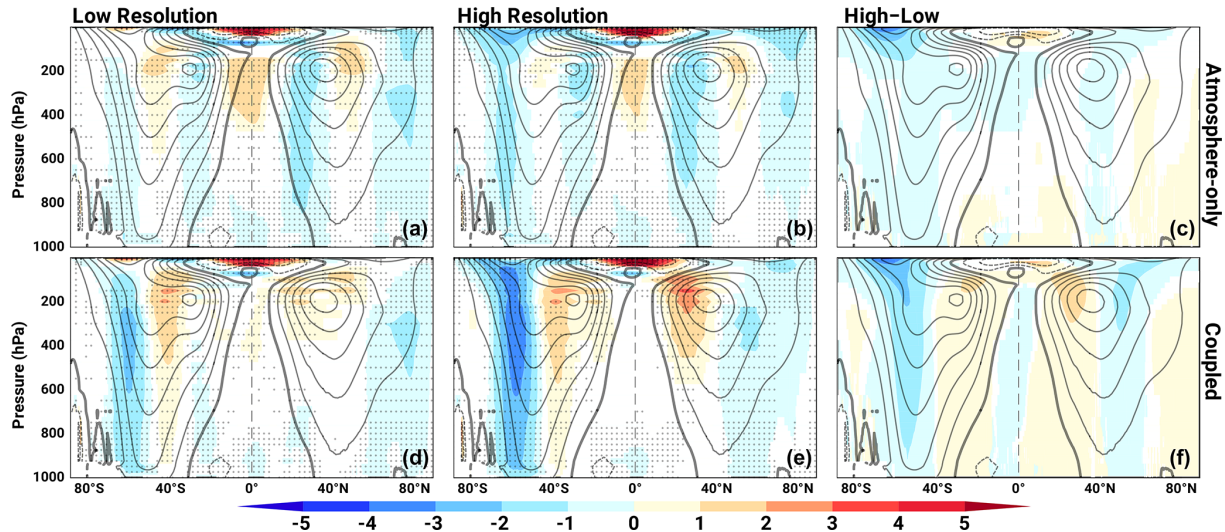 Low Resolution High Resolution High-Low
Pressure (hPa)
200
400
600
800
1000
(a)
(b)
(c)
Atmosphere-only
Pressure (hPa)
200
400
600
800
1000
(d)
(e)
(f)
Coupled
80°S 40°S 0° 40°N 80°N 80°S 40°S 0° 40°N 80°N 80°S 40°S 0° 40°N 80°N
-5 -4 -3 -2 -1 0 1 2 3 4 5